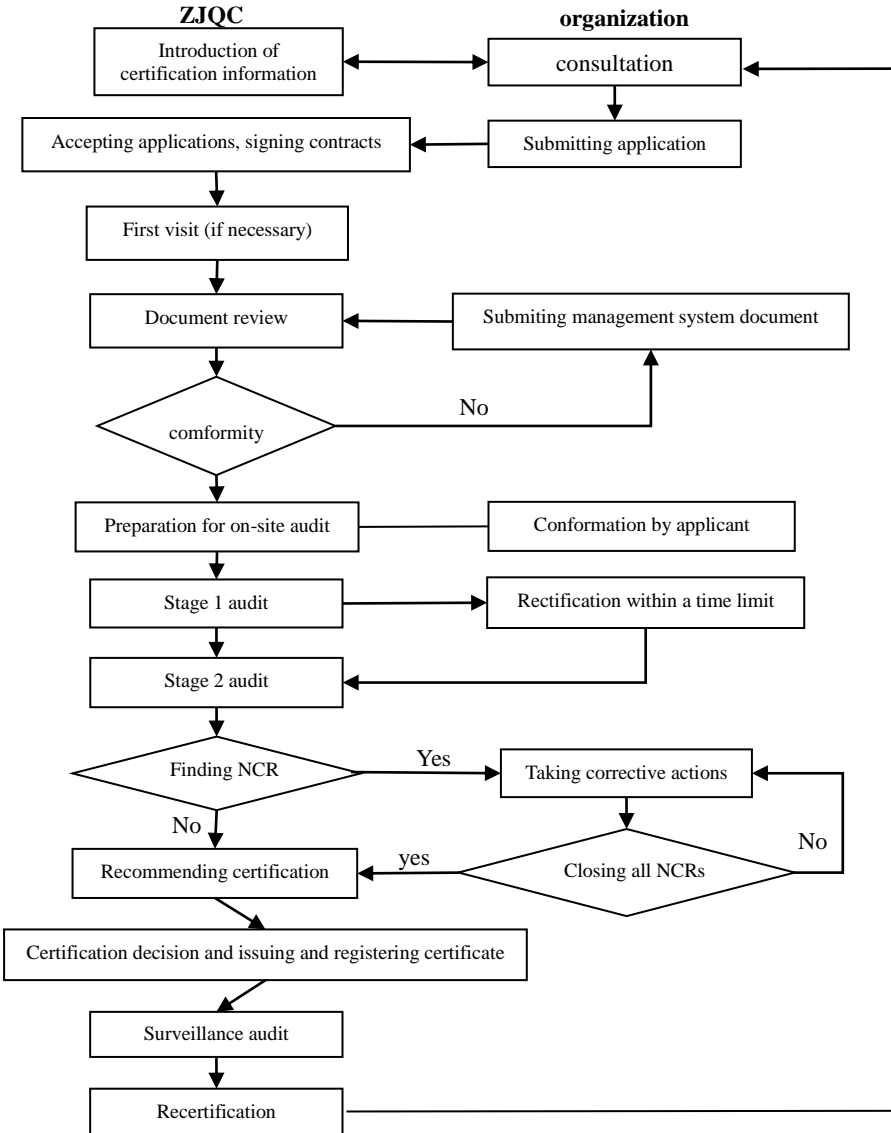 ZJQC
organization
Introduction of
certification information
consultation
Accepting applications, signing contracts
Submitting application
First visit (if necessary)
Document review
Submiting management system document
No
comformity
Preparation for on-site audit
Conformation by applicant
Stage 1 audit
Rectification within a time limit
Stage 2 audit
Finding NCR
Yes
Taking corrective actions
No
Recommending certification
yes
Closing all NCRs
No
Certification decision and issuing and registering certificate
Surveillance audit
Recertification